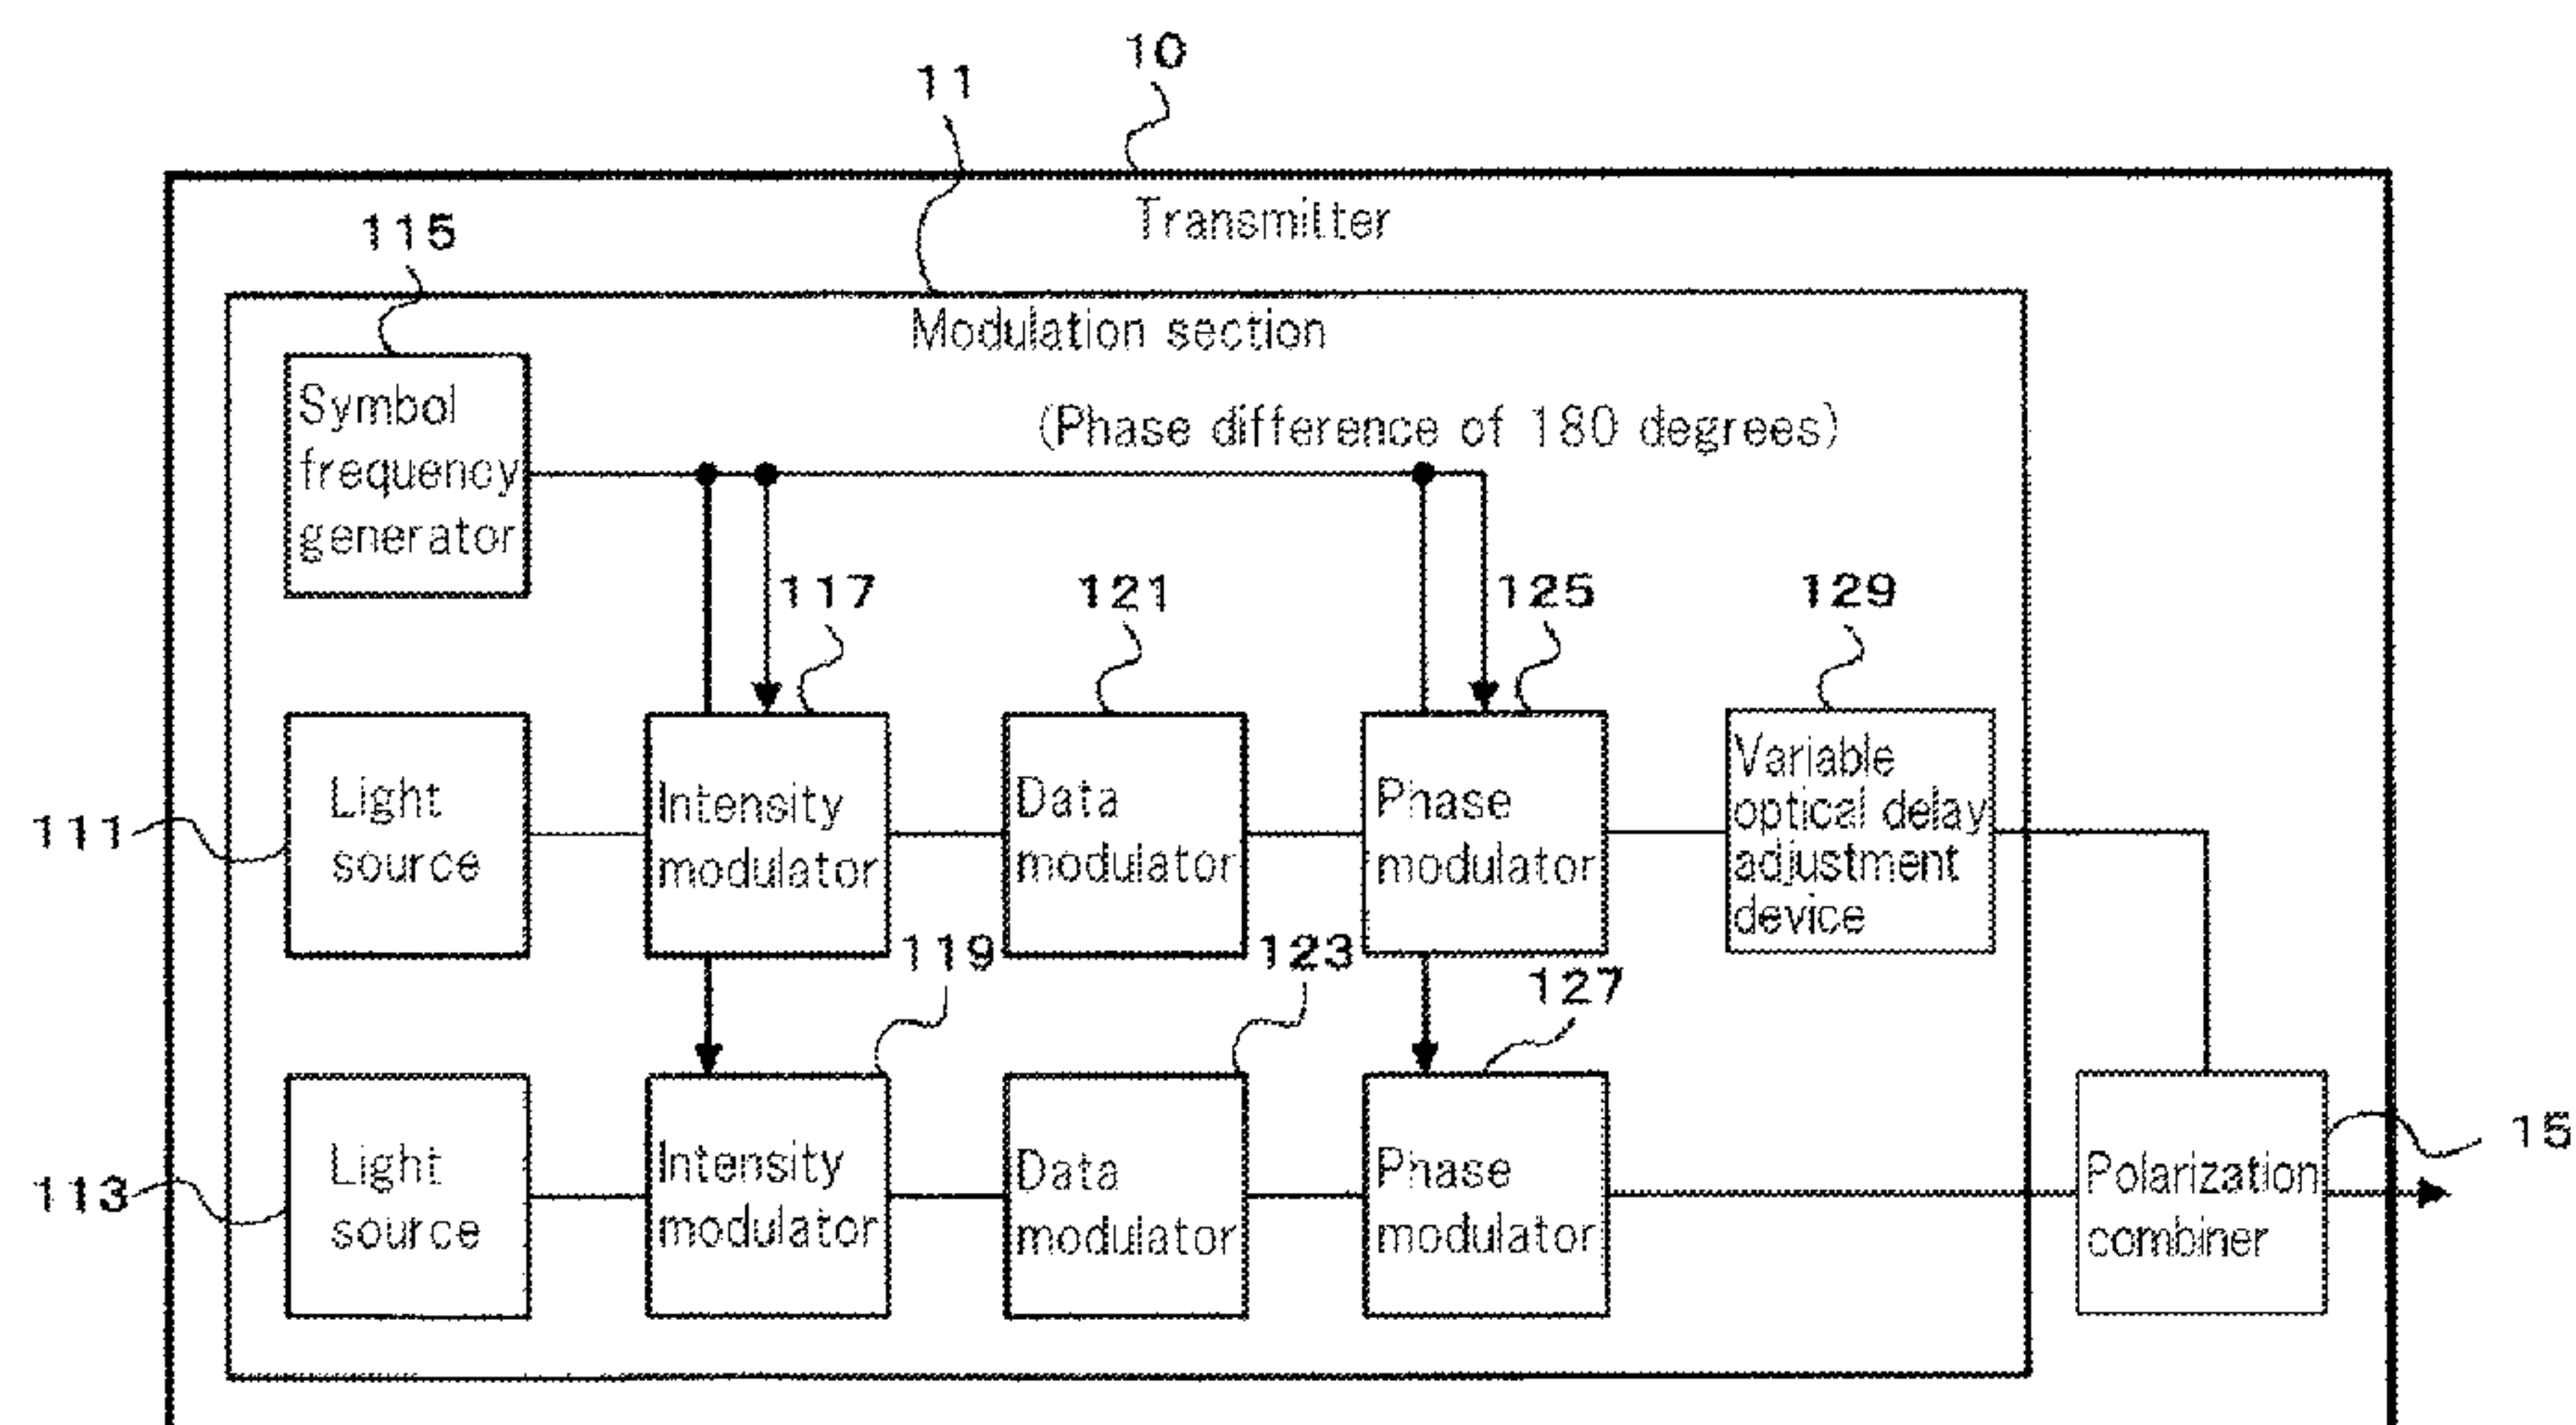 10
11
Transmitter
115
Modulation section
Symbol
frequency
generator
(Phase difference of 180 degrees)
117
121
125
129
111
Light
source
Intensity
modulator
Data
modulator
Phase
modulator
Variable
optical delay
adjustment
device
119
123
127
113
Light
source
Intensity
modulator
Data
modulator
Phase
modulator
Polarization
combiner
15